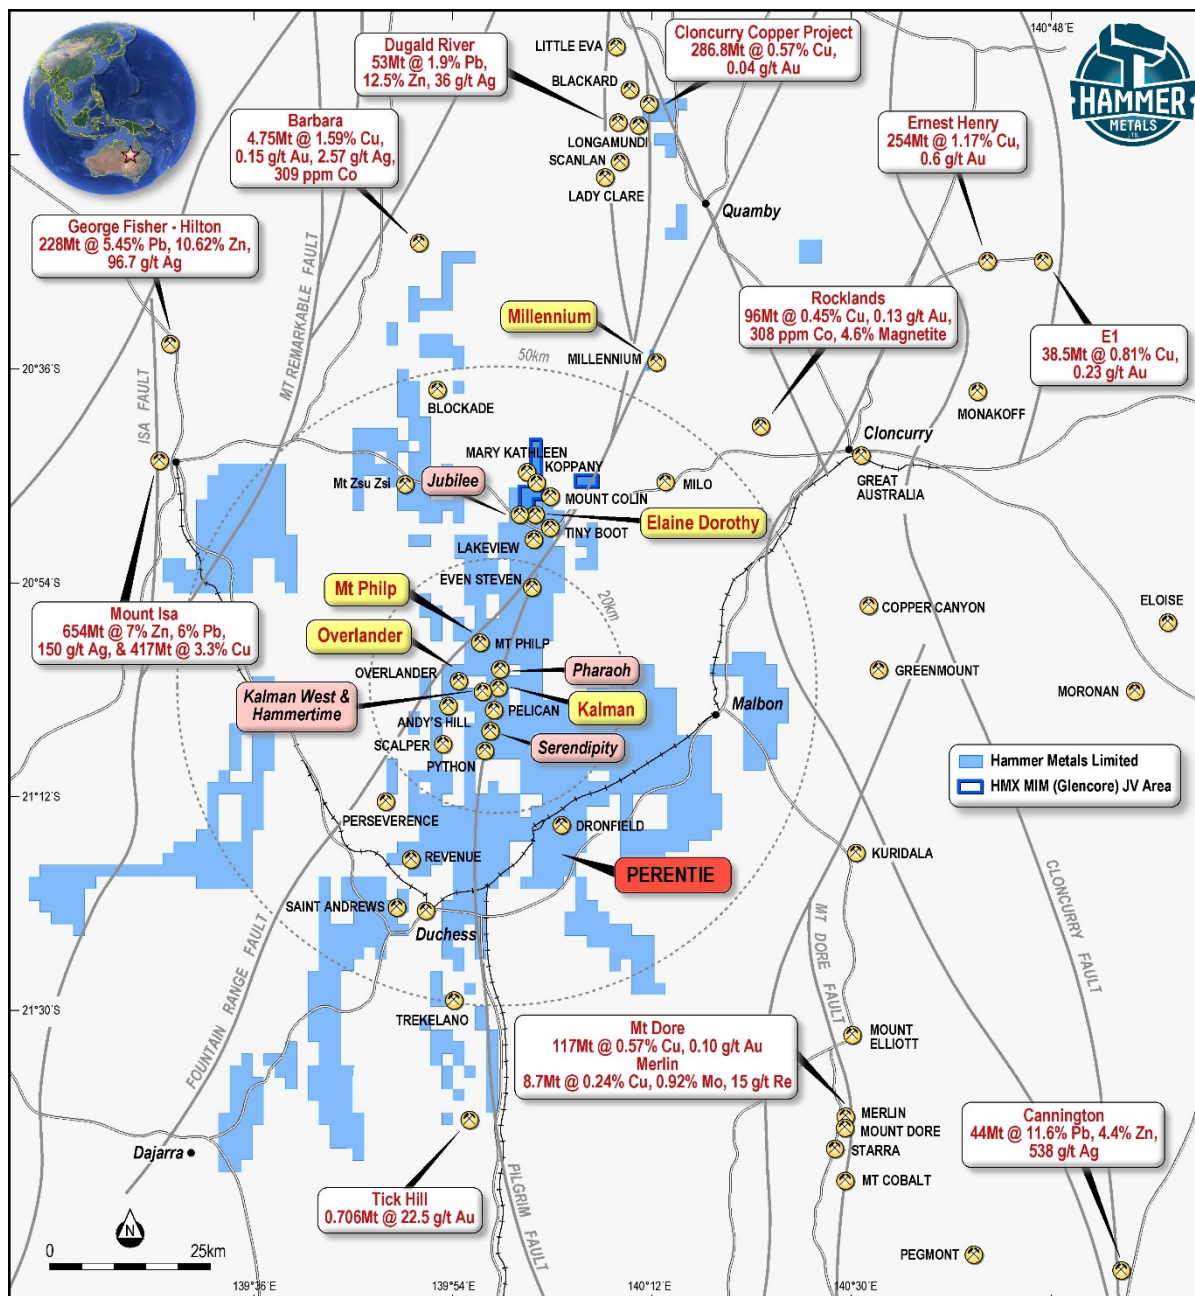 140°48´E
LITTLE EVA
Dugald River
53Mt @ 1.9% Pb,
12.5% Zn, 36 g/t Ag
Cloncurry Copper Project
286.8Mt @ 0.57% Cu,
0.04 g/t Au
HAMMER
METALS
LTD.
BLACKARD
Barbara
4.75Mt @ 1.59% Cu,
0.15 g/t Au, 2.57 g/t Ag,
309 ppm Co
LONGAMUNDI
SCANLAN
LADY CLARE
Ernest Henry
254Mt @ 1.17% Cu,
0.6 g/t Au
Quamby
George Fisher - Hilton
228Mt @ 5.45% Pb, 10.62% Zn,
96.7 g/t Ag
MT REMARKABLE FAULT
Rocklands
96Mt @ 0.45% Cu, 0.13 g/t Au,
308 ppm Co, 4.6% Magnetite
Millennium
MILLENNIUM
E1
38.5Mt @ 0.81% Cu,
0.23 g/t Au
50km
20°36´S
ISA FAULT
BLOCKADE
MONAKOFF
Cloncurry
MARY KATHLEEN
KOPPANY
Jubilee
Mt Zsu Zsi
MOUNT COLIN
MILO
GREAT
AUSTRALIA
Elaine Dorothy
TINY BOOT
LAKEVIEW
20°54´S
EVEN STEVEN
Mt Philp
20km
COPPER CANYON
ELOISE
Mount Isa
654Mt @ 7% Zn, 6% Pb,
150 g/t Ag, & 417Mt @ 3.3% Cu
Overlander
MT PHILP
OVERLANDER
Pharaoh
GREENMOUNT
MORONAN
Kalman West &
Hammertime
PELICAN
Kalman
Malbon
ANDY'S HILL
SCALPER
Serendipity
PYTHON
Hammer Metals Limited
HMX MIM (Glencore) JV Area
21°12´S
PERSEVERENCE
DRONFIELD
REVENUE
PERENTIE
KURIDALA
SAINT ANDREWS
Duchess
CLONCURRY FAULT
MT DORE FAULT
FOUNTAIN RANGE FAULT
21°30´S
TREKELANO
Mt Dore
117Mt @ 0.57% Cu, 0.10 g/t Au
Merlin
8.7Mt @ 0.24% Cu, 0.92% Mo, 15 g/t Re
MOUNT
ELLIOTT
MERLIN
MOUNT DORE
STARRA
MT COBALT
Cannington
44Mt @ 11.6% Pb, 4.4% Zn,
538 g/t Ag
Dajarra
Tick Hill
0.706Mt @ 22.5 g/t Au
PILGRIM FAULT
N
0
25km
PEGMONT
139°36´E
139°54´E
140°12´E
140°30´E